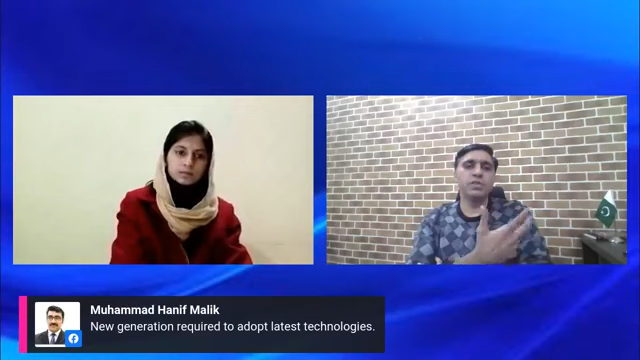 Muhammad Hanif Malik
New generation required to adopt latest technologies.